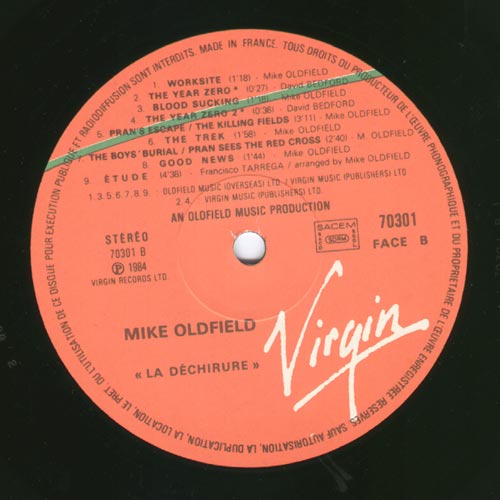 DE CE DISQUE POUR EXÉCUTION PUBLIQUE ET RADIODIFFUSION SONT INTERDITS. MADE IN FRANCE. TOUS DROITS DU PRODUCTEUR DE L'ŒUVRE PHONOGRAPHIQUE ET DU PROPRIÉTAIRE DE L'ŒUVRE ENREGISTRÉE RÉSERVÉS. SAUF AUTORISATION, LA DUPLICATION, LA LOCATION, LE PRÊT OU L'UTILISATION
1 - WORKSITE (1'18) - Mike OLDFIELD
2 - THE YEAR ZERO * (0'27) - David BEDFORD
3 - BLOOD SUCKING (1'18) - Mike OLDFIELD
4 - THE YEAR ZERO 2 * (0'38) - David BEDFORD
5 - PRAN'S ESCAPE / THE KILLING FIELDS (3'11) - Mike OLDFIELD
6 - THE TREK (1'58) - Mike OLDFIELD
7 - THE BOYS' BURIAL / PRAN SEES THE RED CROSS (2'40) - M. OLDFIELD
8 - GOOD NEWS (1'44) - Mike OLDFIELD
9 - ÉTUDE (4'38) - Francisco TARREGA / arranged by Mike OLDFIELD
1.3.5.6.7.8.9. - OLDFIELD MUSIC (OVERSEAS) LTD. / VIRGIN MUSIC (PUBLISHERS) LTD.
2.4. - VIRGIN MUSIC (PUBLISHERS) LTD.
AN OLDFIELD MUSIC PRODUCTION
STÉRÉO
70301 B
Ⓟ 1984
VIRGIN RECORDS LTD.
SACEM
SDRM
70301
FACE B
MIKE OLDFIELD
« LA DÉCHIRURE »
Virgin